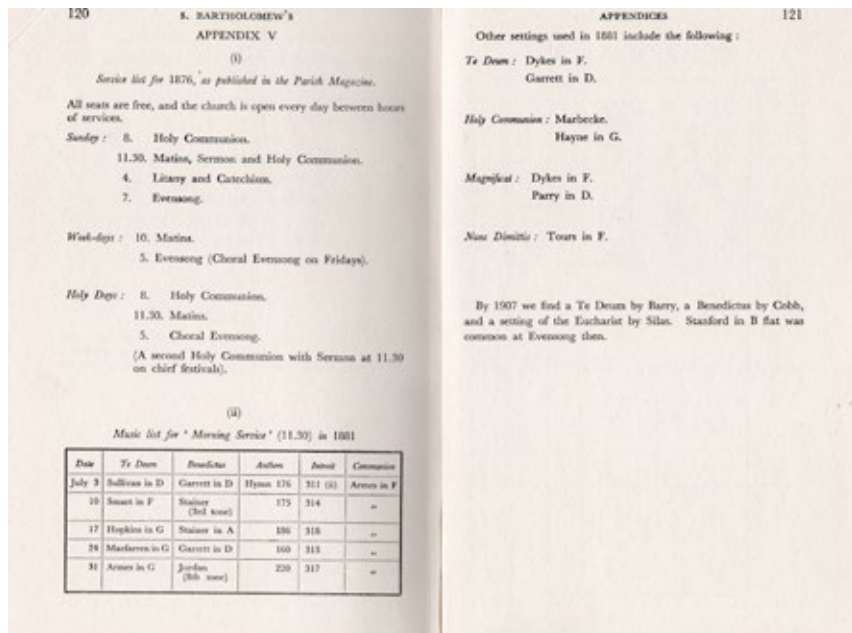 120
S. BARTHOLOMEW'S
APPENDIX V
(i)
Service list for 1876, as published in the Parish Magazine.
All seats are free, and the church is open every day between hours
of services.
Sunday : 8. Holy Communion.
11.30. Matins, Sermon and Holy Communion.
4. Litany and Catechism.
7. Evensong.
Week-days : 10. Matins.
5. Evensong (Choral Evensong on Fridays).
Holy Days : 8. Holy Communion.
11.30. Matins.
5. Choral Evensong.
(A second Holy Communion with Sermon at 11.30
on chief festivals).
(ii)
Music list for ' Morning Service ' (11.30) in 1881
Date Te Deum Benedictus Anthem Introit Communion
July 3 Sullivan in D Garrett in D Hymn 176 311 (ii) Armes in F
10 Smart in F Stainer 175 314 „
(3rd tone)
17 Hopkins in G Stainer in A 186 318 „
24 Macfarren in G Garrett in D 160 313 „
31 Armes in G Jordan 220 317 „
(8th tone)
APPENDICES
121
Other settings used in 1881 include the following :
Te Deum : Dykes in F.
Garrett in D.
Holy Communion : Marbecke.
Hayne in G.
Magnificat : Dykes in F.
Parry in D.
Nunc Dimittis : Tours in F.
By 1907 we find a Te Deum by Barry, a Benedictus by Cobb,
and a setting of the Eucharist by Silas. Stanford in B flat was
common at Evensong then.